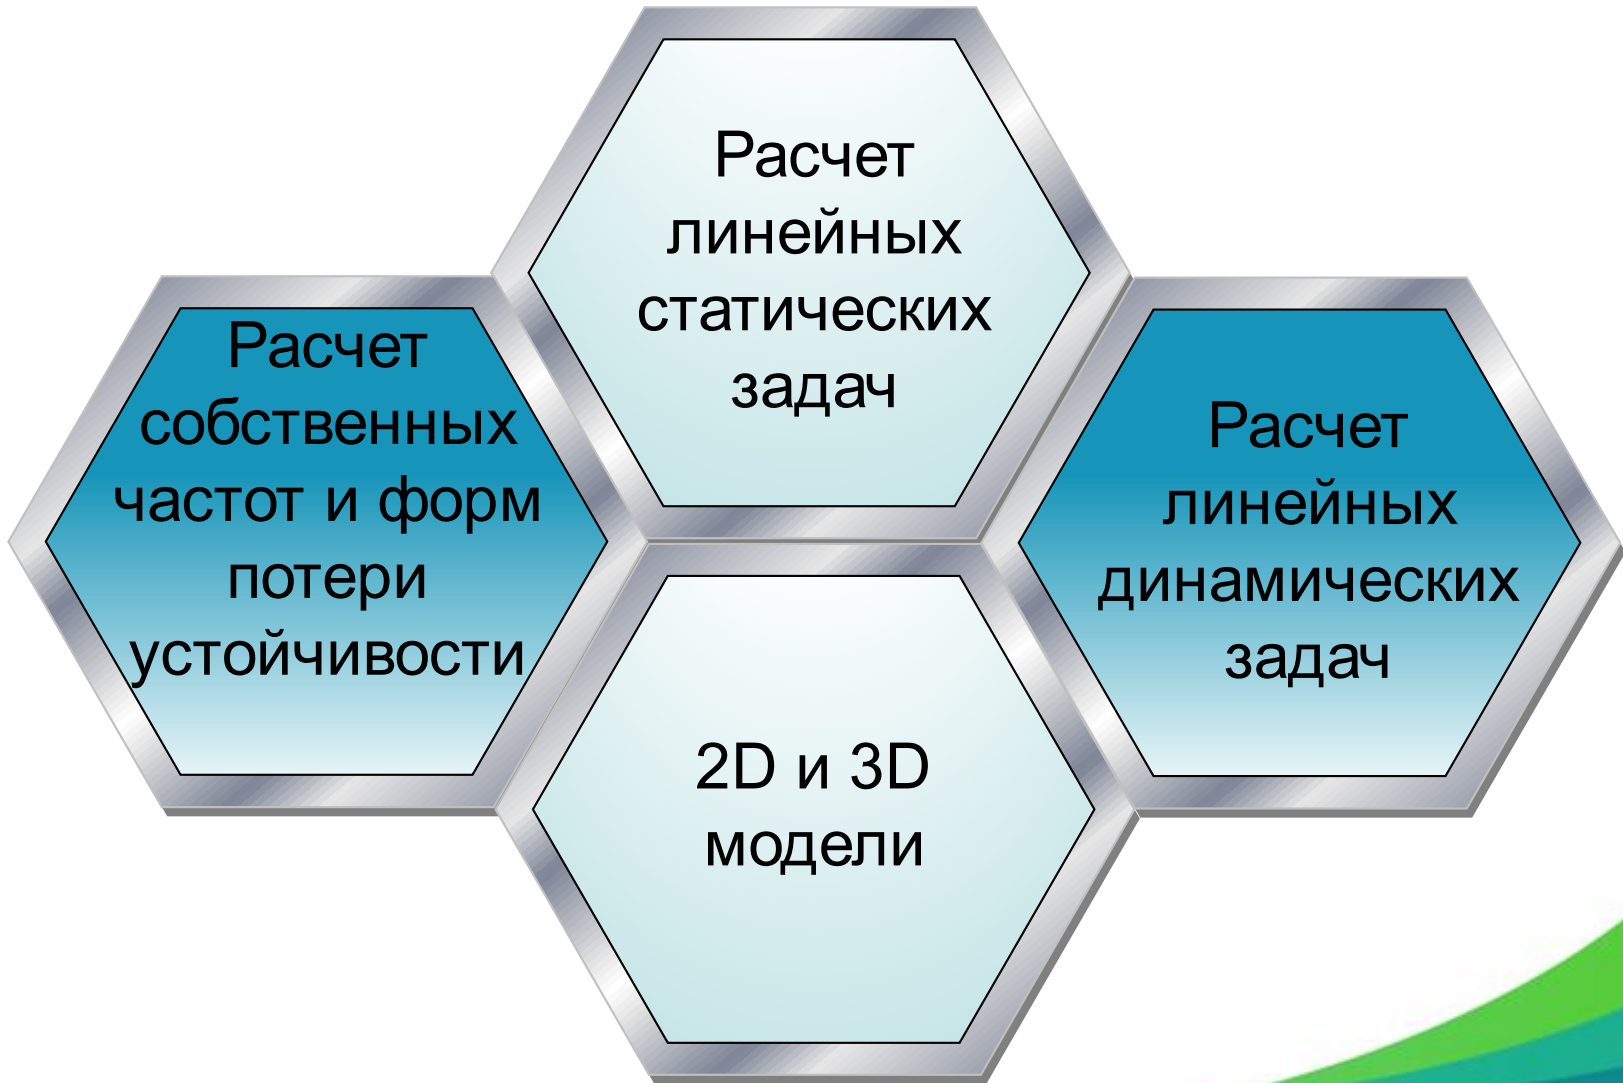 Расчет
линейных
статических
задач
Расчет
собственных
частот и форм
потери
устойчивости
Расчет
линейных
динамических
задач
2D и 3D
модели